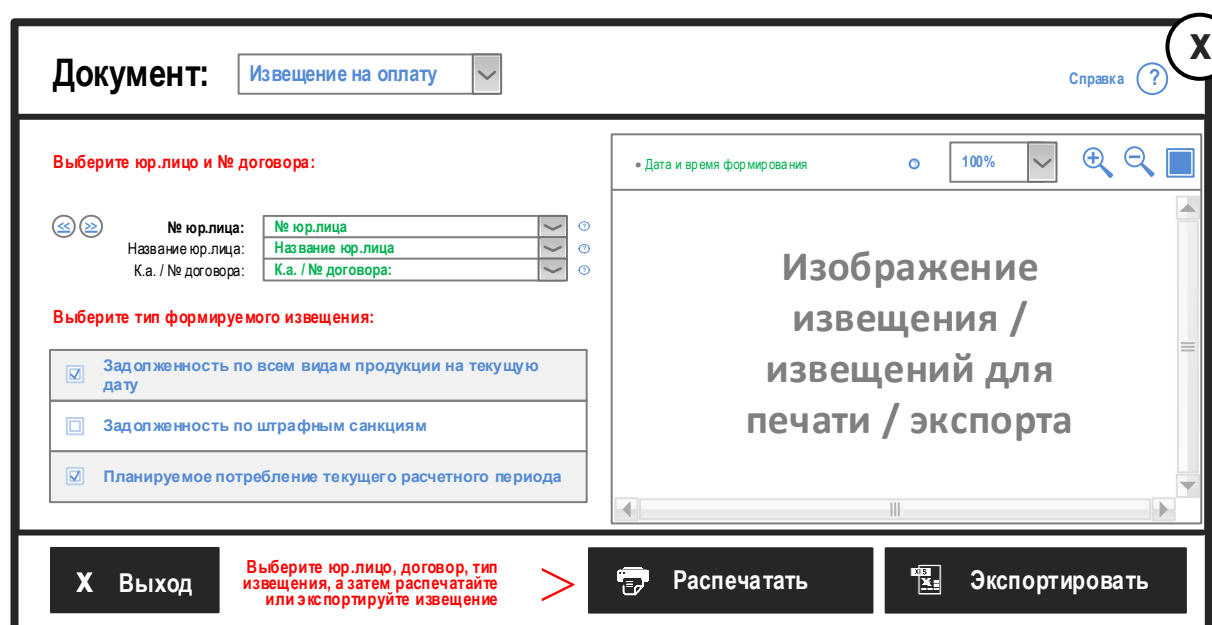 X
Документ:
Извещение на оплату
Справка ?
Выберите юр.лицо и № договора:
<< >>
№ юр.лица:
№ юр.лица
?
Название юр.лица:
Название юр.лица
?
К.а. / № договора:
К.а. / № договора:
?
Выберите тип формируемого извещения:
Задолженность по всем видам продукции на текущую
дату
Задолженность по штрафным санкциям
Планируемое потребление текущего расчетного периода
• Дата и время формирования
100%
Изображение
извещения /
извещений для
печати / экспорта
X Выход
Выберите юр.лицо, договор, тип
извещения, а затем распечатайте
или экспортируйте извещение
>
Распечатать
XLS
Экспортировать